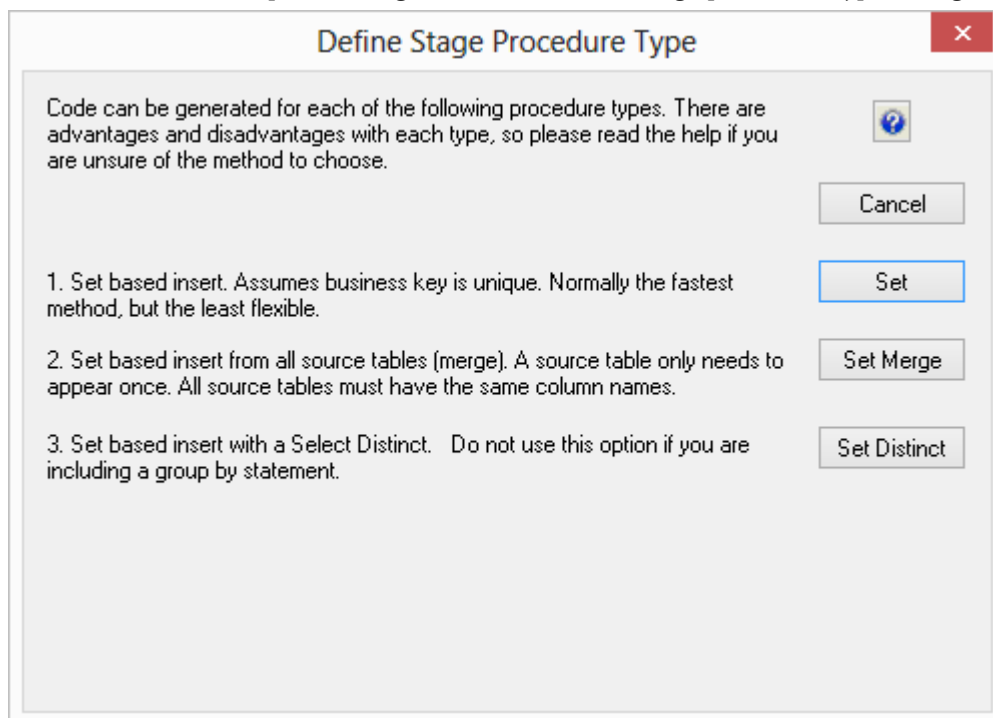 Define Stage Procedure Type
Code can be generated for each of the following procedure types. There are
advantages and disadvantages with each type, so please read the help if you
are unsure of the method to choose.
Cancel
1. Set based insert. Assumes business key is unique. Normally the fastest
method, but the least flexible.
Set
2. Set based insert from all source tables (merge). A source table only needs to
appear once. All source tables must have the same column names.
Set Merge
3. Set based insert with a Select Distinct.   Do not use this option if you are
including a group by statement.
Set Distinct